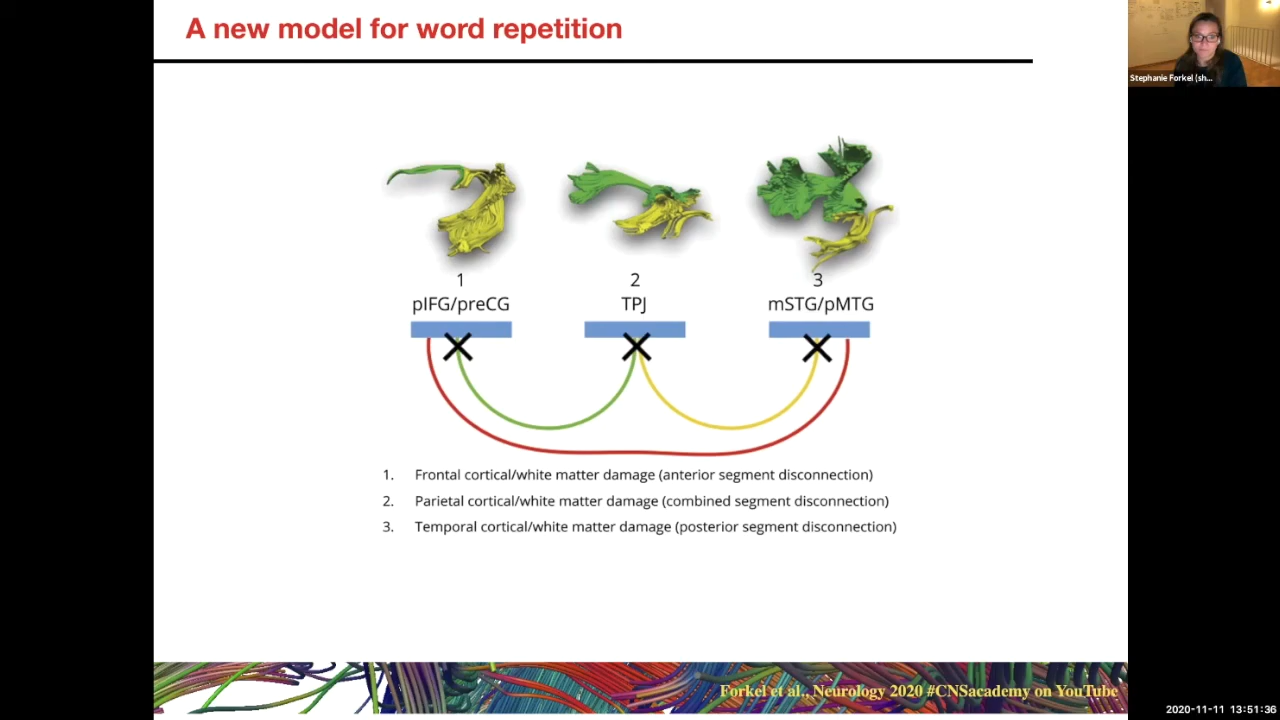 A new model for word repetition
Stephanie Forkel (sh...
1
2
3
pIFG/preCG
TPJ
mSTG/pMTG
1. Frontal cortical/white matter damage (anterior segment disconnection)
2. Parietal cortical/white matter damage (combined segment disconnection)
3. Temporal cortical/white matter damage (posterior segment disconnection)
Forkel et al., Neurology 2020 #CNSacademy on YouTube
2020-11-11 13:51:36